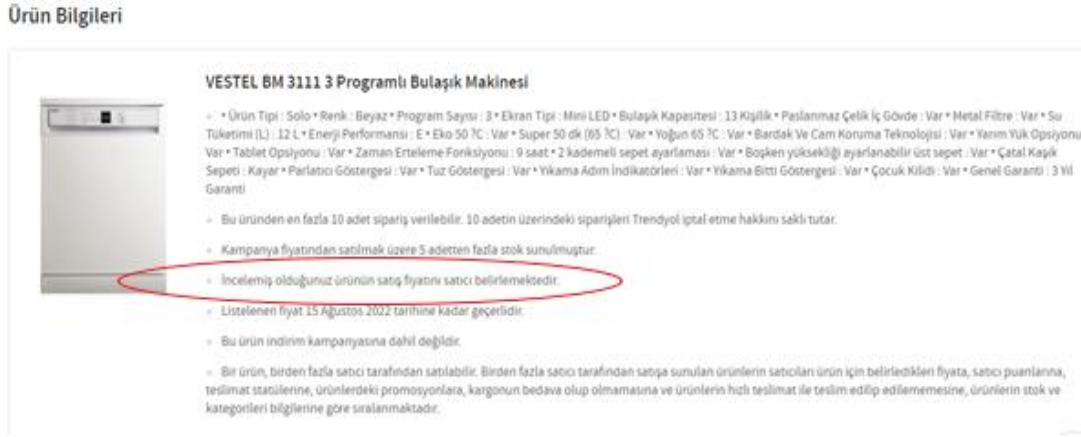 Ürün Bilgileri
VESTEL BM 3111 3 Programlı Bulaşık Makinesi
• Ürün Tipi : Solo • Renk : Beyaz • Program Sayısı : 3 • Ekran Tipi : Mini LED • Bulaşık Kapasitesi : 13 Kişilik • Paslanmaz Çelik İç Gövde : Var • Metal Filtre : Var • Su
Tüketimi (L) : 12 L • Enerji Performansı : E • Eko 50 ?C : Var • Super 50 dk (65 ?C) : Var • Yoğun 65 ?C : Var • Bardak Ve Cam Koruma Teknolojisi : Var • Yarım Yük Opsiyonu
Var • Tablet Opsiyonu : Var • Zaman Erteleme Fonksiyonu : 9 saat • 2 kademeli sepet ayarlaması : Var • Boşken yüksekliği ayarlanabilir üst sepet : Var • Çatal Kaşık
Sepeti : Kayar • Parlatıcı Göstergesi : Var • Tuz Göstergesi : Var • Yıkama Adım İndikatörleri : Var • Yıkama Bitti Göstergesi : Var • Çocuk Kilidi : Var • Genel Garanti : 3 Yıl
Garanti
Bu üründen en fazla 10 adet sipariş verilebilir. 10 adetin üzerindeki siparişleri Trendyol iptal etme hakkını saklı tutar.
Kampanya fiyatından satılmak üzere 5 adetten fazla stok sunulmuştur.
İncelemiş olduğunuz ürünün satış fiyatını satıcı belirlemektedir.
Listelenen fiyat 15 Ağustos 2022 tarihine kadar geçerlidir.
Bu ürün indirim kampanyasına dahil değildir.
Bir ürün, birden fazla satıcı tarafından satılabilir. Birden fazla satıcı tarafından satışa sunulan ürünlerin satıcıları ürün için belirledikleri fiyata, satıcı puanlarına,
teslimat statülerine, ürünlerdeki promosyonlara, kargonun bedava olup olmamasına ve ürünlerin hızlı teslimat ile teslim edilip edilememesine, ürünlerin stok ve
kategorileri bilgilerine göre sıralanmaktadır.